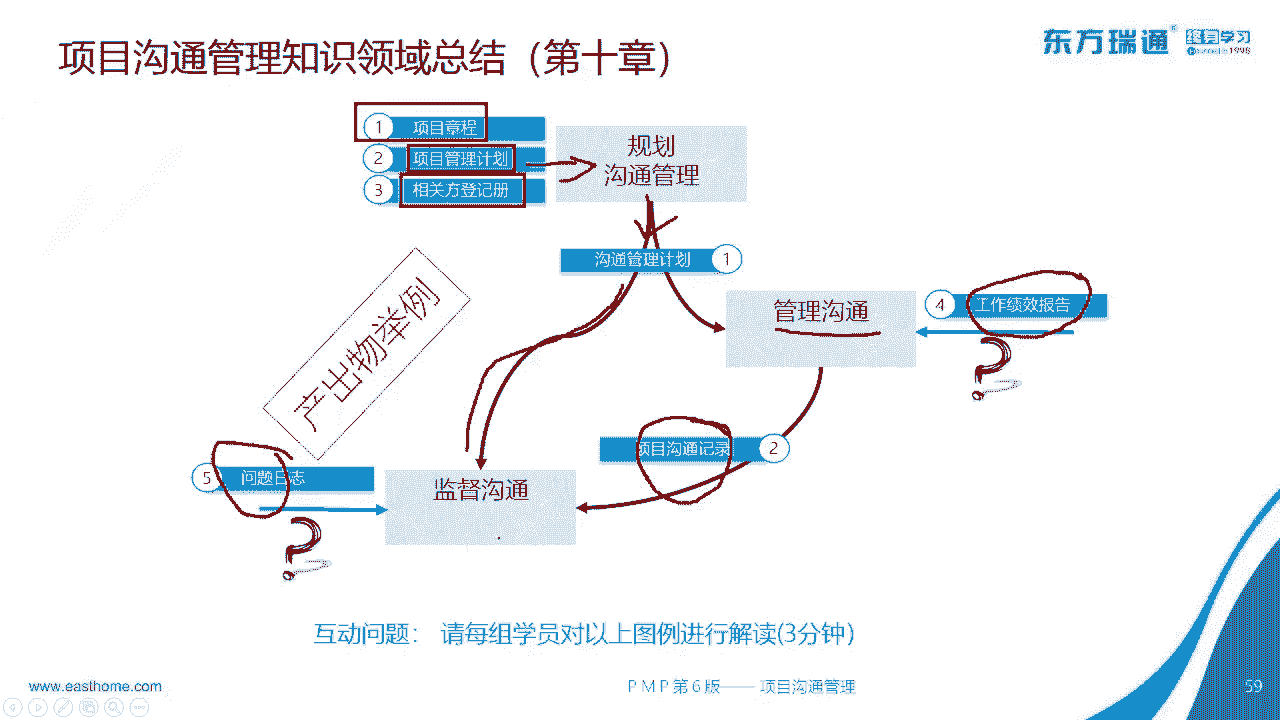 项目沟通管理知识领域总结（第十章）
东方瑞通®
终身学习
1998
① 项目章程
② 项目管理计划
③ 相关方登记册
规划
沟通管理
沟通管理计划 ①
管理沟通
④ 工作绩效报告
?
产出物举例
项目沟通记录 ②
⑤ 问题日志
监督沟通
?
互动问题： 请每组学员对以上图例进行解读(3分钟）
www.easthome.com
PMP第6版—— 项目沟通管理
59